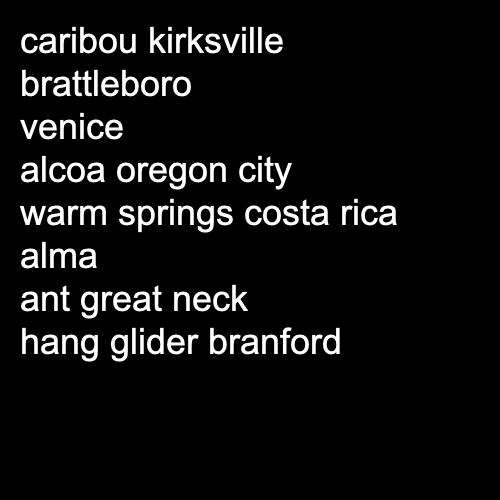 caribou kirksville
brattleboro
venice
alcoa oregon city
warm springs costa rica
alma
ant great neck
hang glider branford